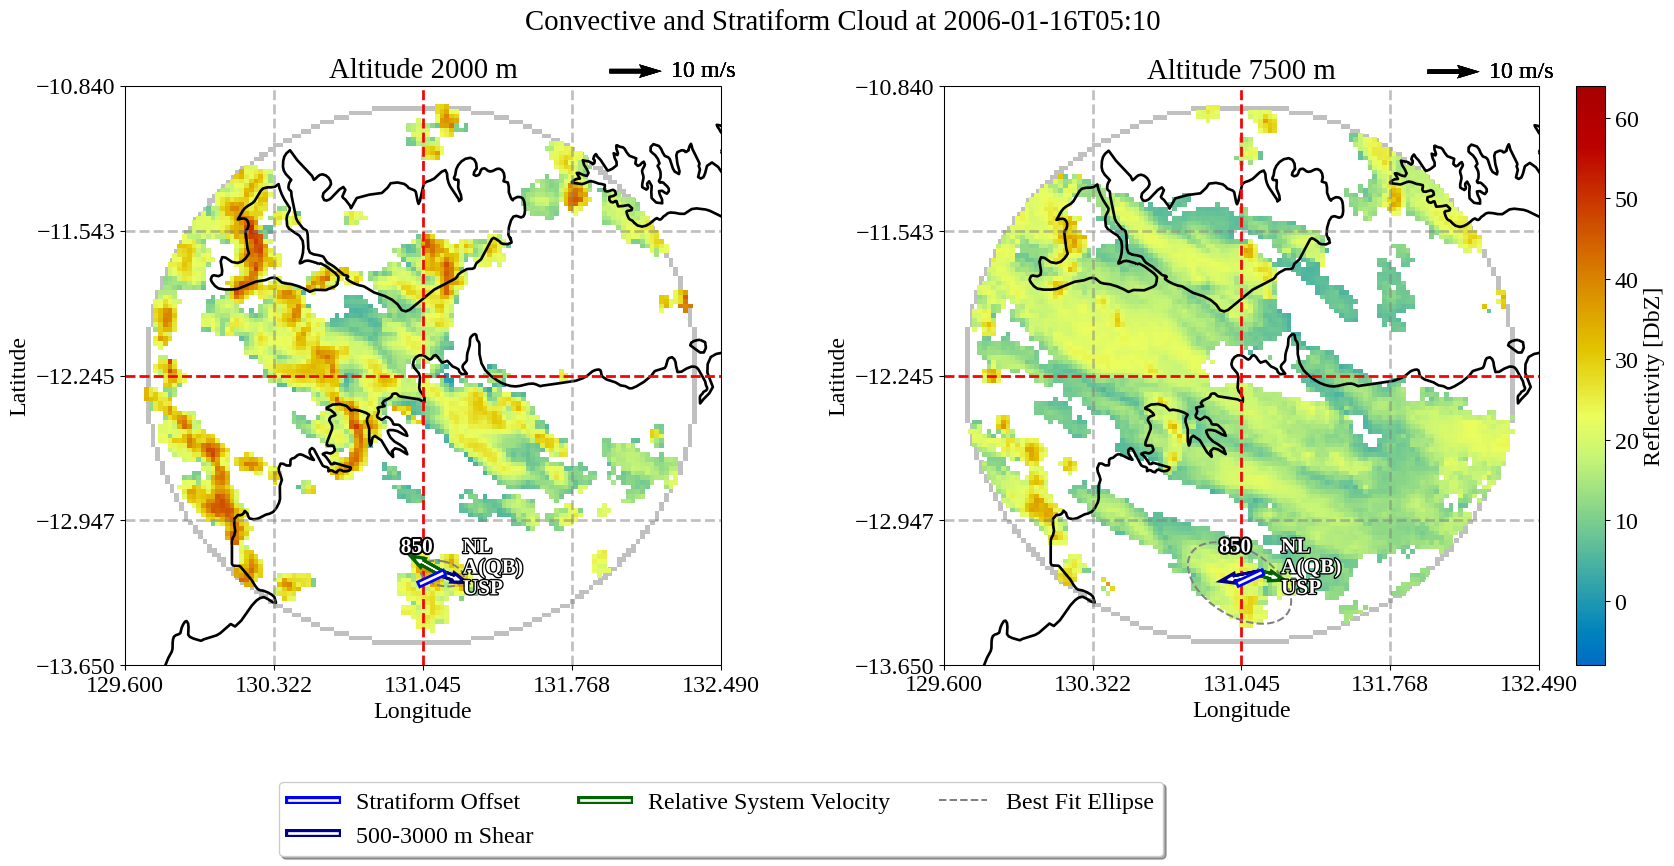 Convective and Stratiform Cloud at 2006-01-16T05:10
Altitude 2000 m
10 m/s
−10.840
−11.543
−12.245
−12.947
−13.650
Latitude
850
NL
A(QB)
USP
129.600 130.322 131.045 131.768 132.490
Longitude
Altitude 7500 m
10 m/s
−10.840
−11.543
−12.245
−12.947
−13.650
Latitude
850
NL
A(QB)
USP
129.600 130.322 131.045 131.768 132.490
Longitude
60
50
40
30
20
10
0
Reflectivity [DbZ]
Stratiform Offset
500-3000 m Shear
Relative System Velocity
Best Fit Ellipse